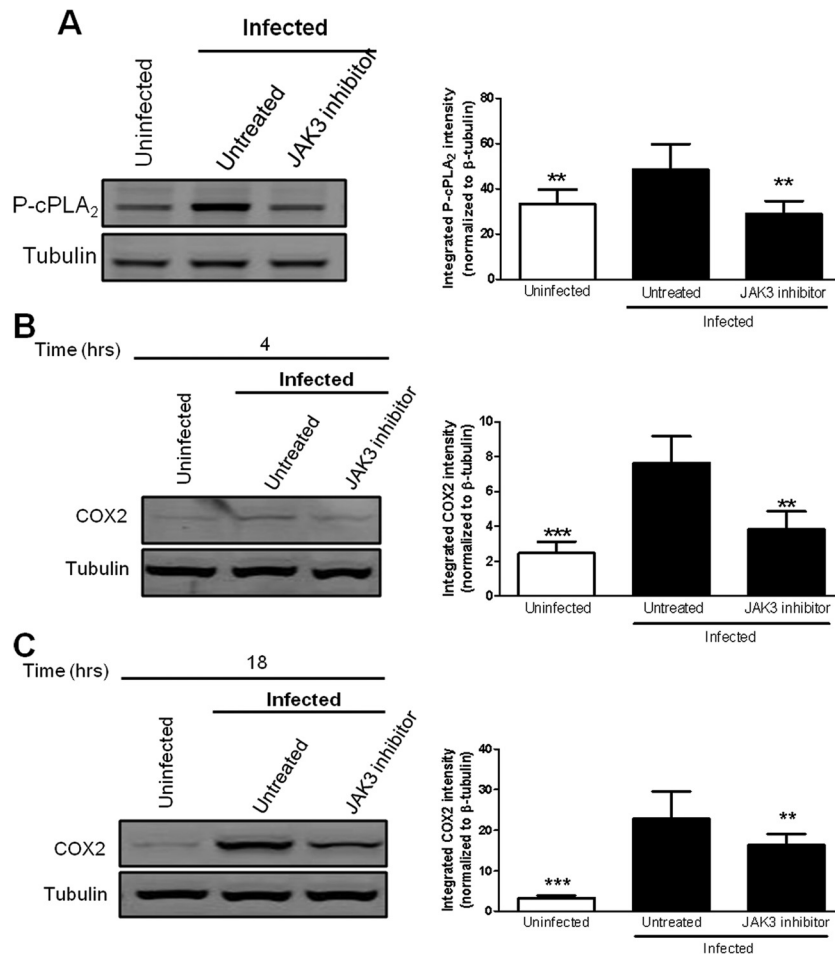 A
Infected
Uninfected
Untreated
JAK3 inhibitor
P-cPLA₂
Tubulin
Integrated P-cPLA₂ intensity
(normalized to β-tubulin)
80
60
40
20
0
**
**
Uninfected
Untreated
JAK3 inhibitor
Infected
B
Time (hrs)
4
Infected
Uninfected
Untreated
JAK3 inhibitor
COX2
Tubulin
Integrated COX2 intensity
(normalized to β-tubulin)
10
8
6
4
2
0
***
**
Uninfected
Untreated
JAK3 inhibitor
Infected
C
Time (hrs)
18
Infected
Uninfected
Untreated
JAK3 inhibitor
COX2
Tubulin
Integrated COX2 intensity
(normalized to β-tubulin)
40
30
20
10
0
***
**
Uninfected
Untreated
JAK3 inhibitor
Infected